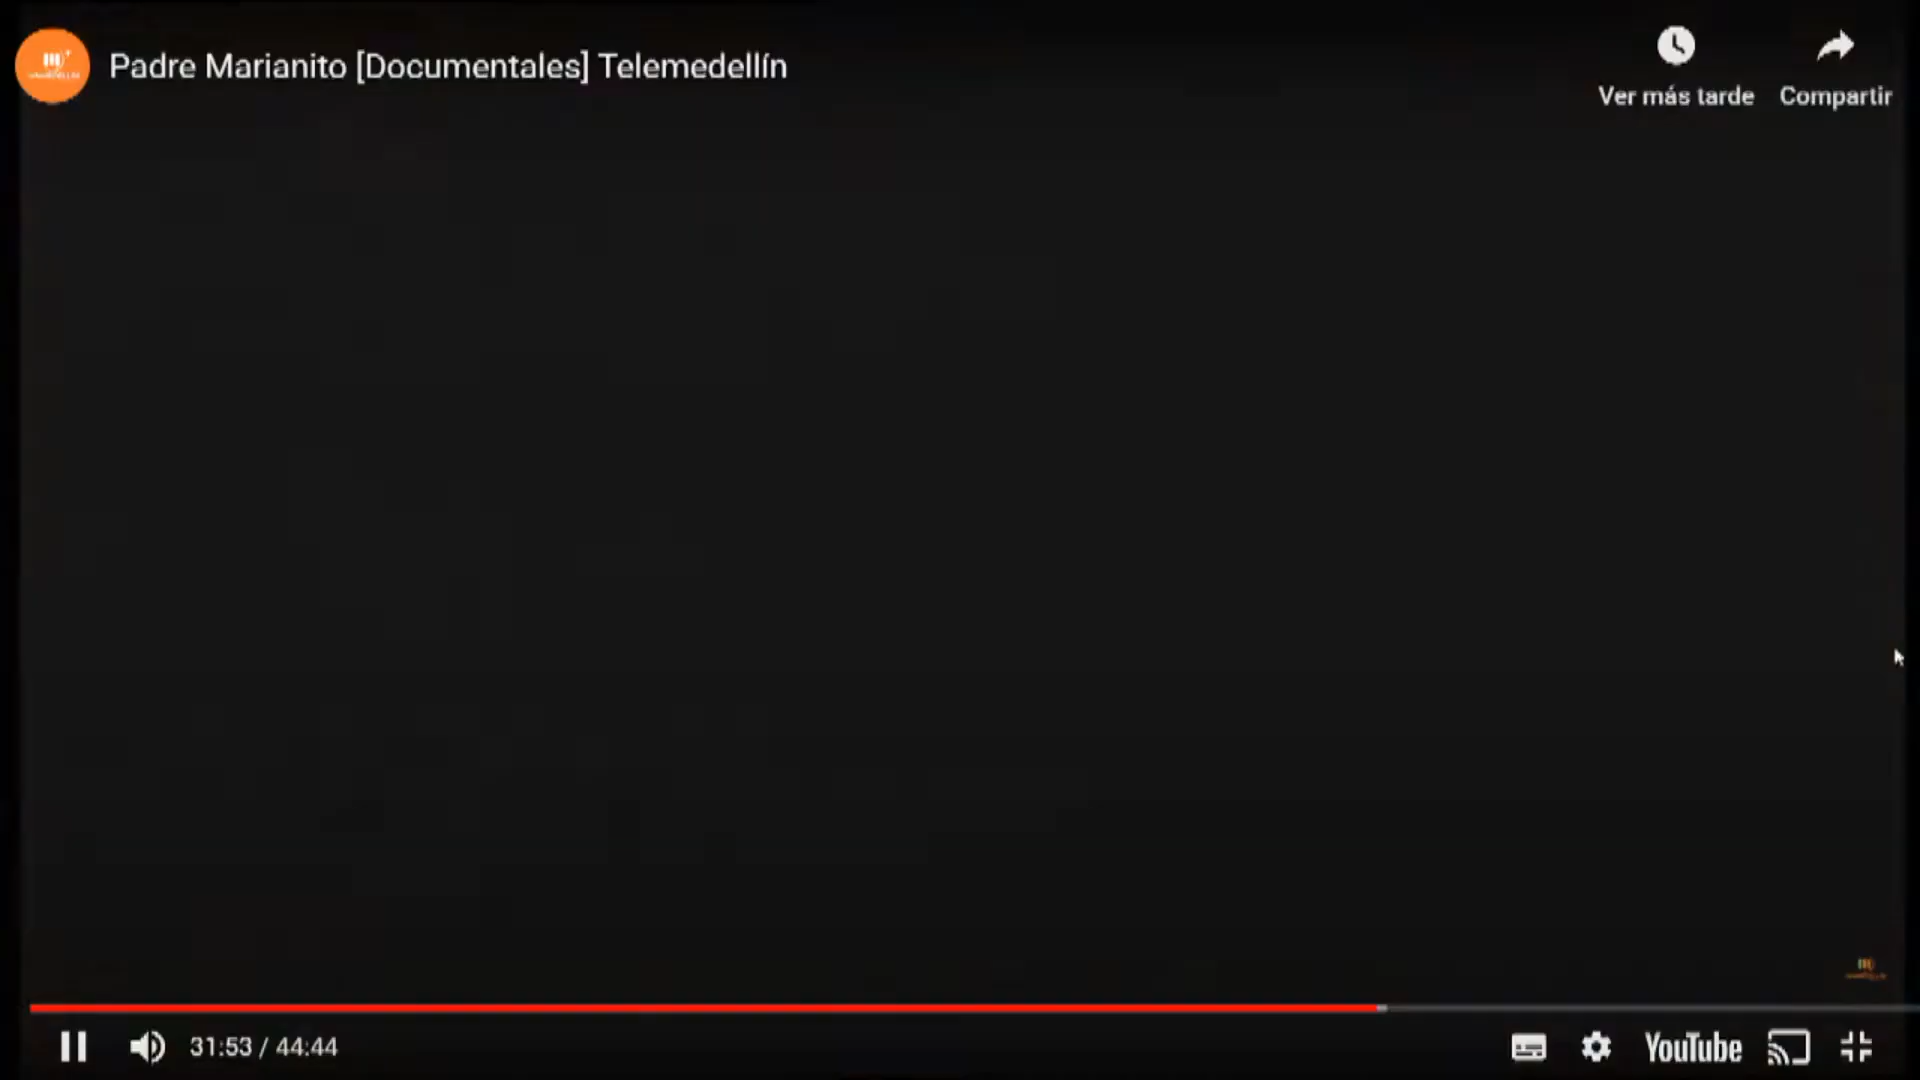 Padre Marianito [Documentales] Telemedellín
Ver más tarde
Compartir
31:53 / 44:44
YouTube